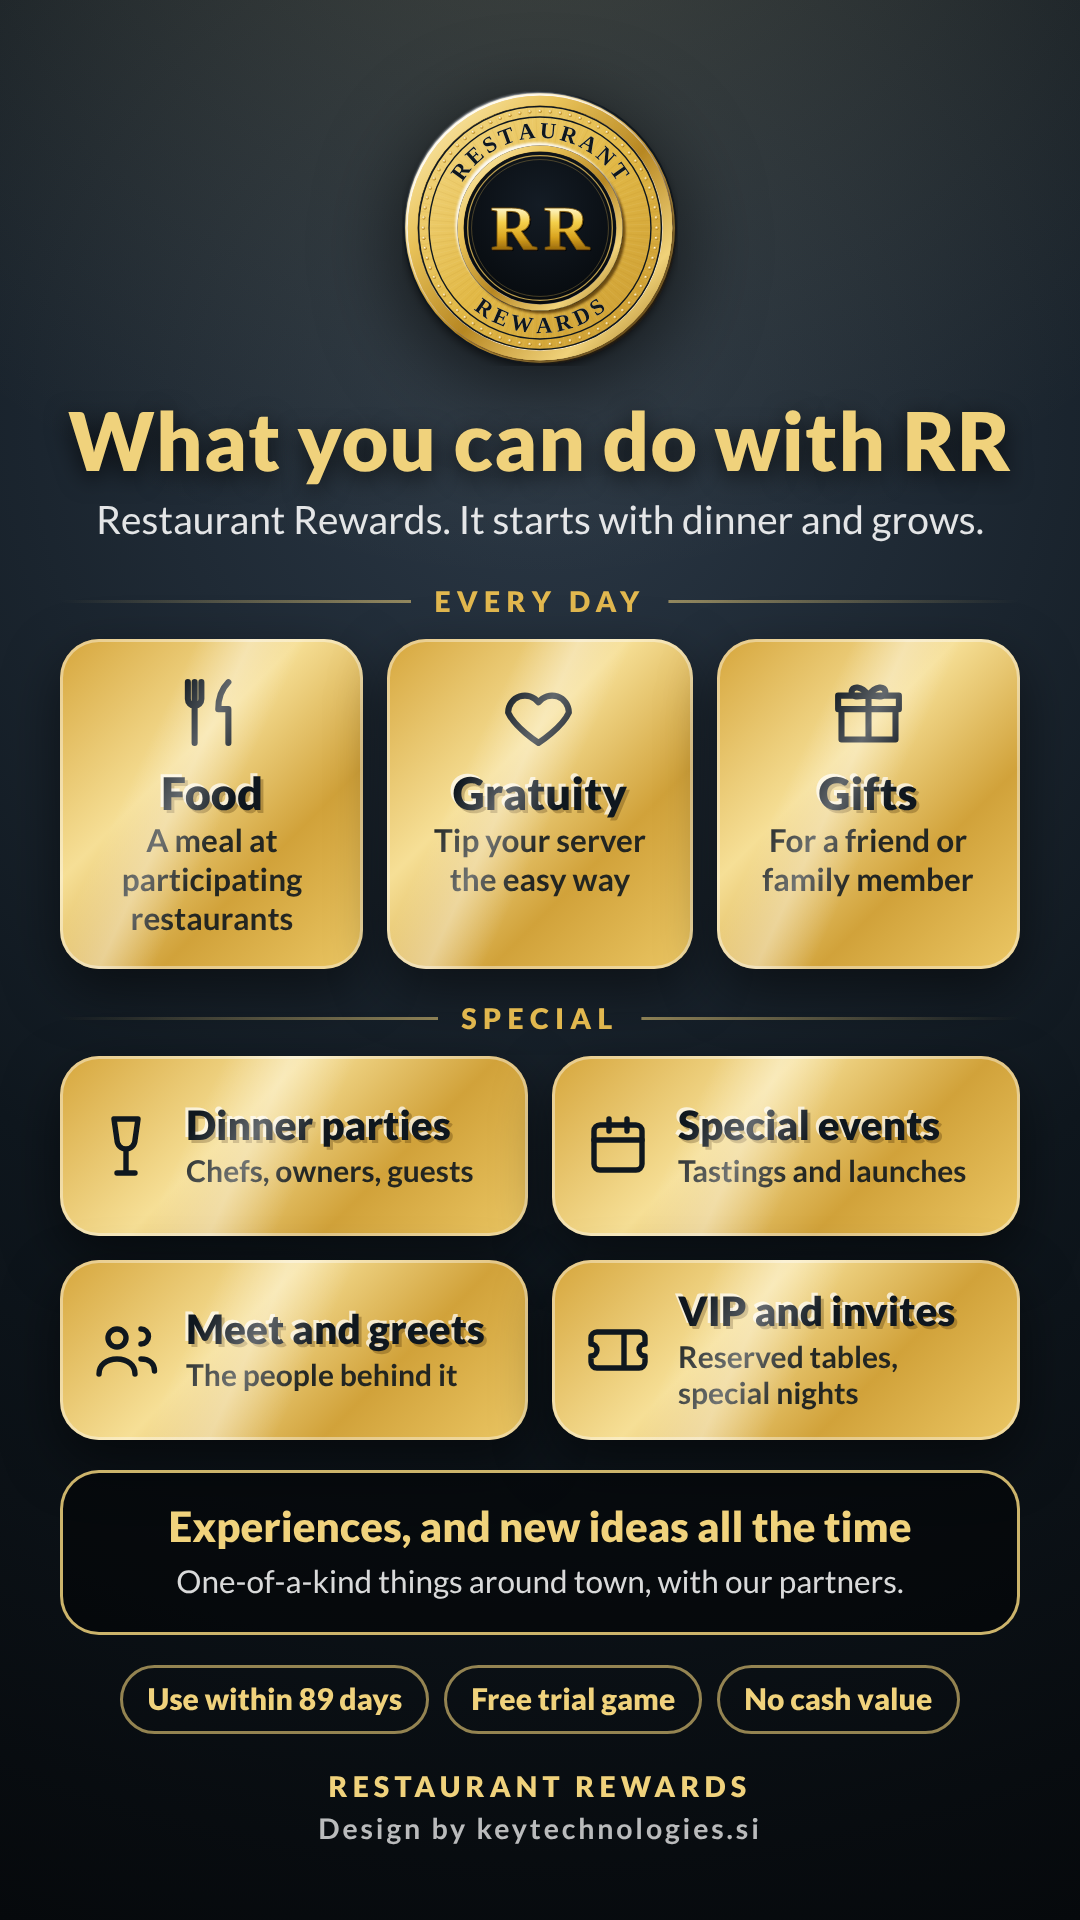 RESTAURANT
RR
REWARDS
What you can do with RR
Restaurant Rewards. It starts with dinner and grows.
EVERY DAY
Food
A meal at
participating
restaurants
Gratuity
Tip your server
the easy way
Gifts
For a friend or
family member
SPECIAL
Dinner parties
Chefs, owners, guests
Special events
Tastings and launches
Meet and greets
The people behind it
VIP and invites
Reserved tables,
special nights
Experiences, and new ideas all the time
One-of-a-kind things around town, with our partners.
Use within 89 days
Free trial game
No cash value
RESTAURANT REWARDS
Design by keytechnologies.si